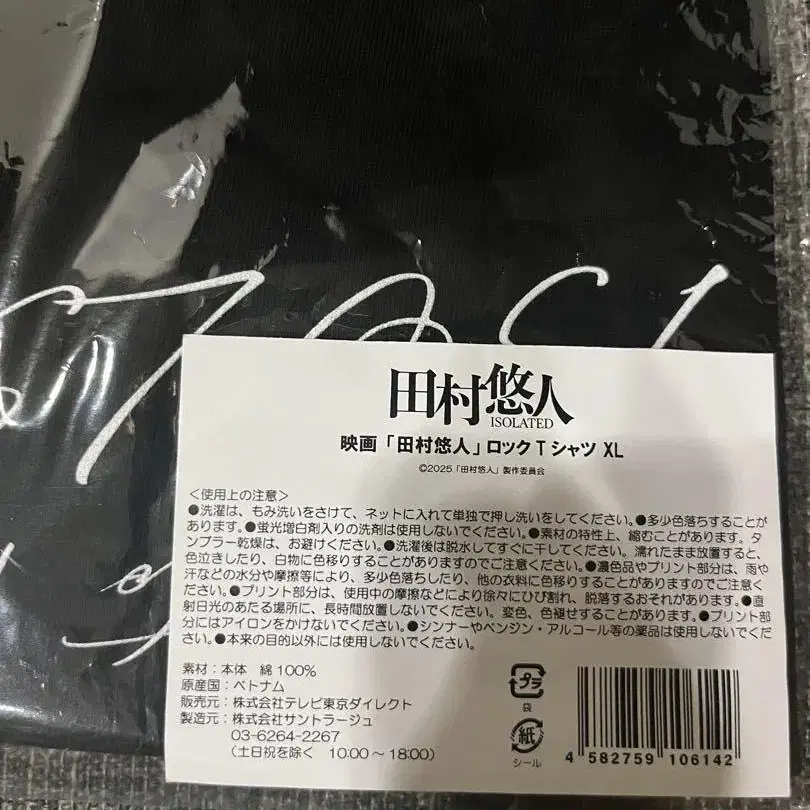 田村悠人
ISOLATED
映画「田村悠人」ロックTシャツ XL
©2025「田村悠人」製作委員会
＜使用上の注意＞
●洗濯は、もみ洗いをさけて、ネットに入れて単独で押し洗いをしてください。●多少色落ちすることが
あります。●蛍光増白剤入りの洗剤は使用しないでください。●素材の特性上、縮むことがあります。タ
ンブラー乾燥は、お避けください。●洗濯後は脱水してすぐに干してください。濡れたまま放置すると、
色泣きしたり、白物に色移りすることがありますのでご注意ください。●濃色品やプリント部分は、雨や
汗などの水分や摩擦等により、多少色落ちしたり、他の衣料に色移りすることがありますのでご注意くだ
さい。●プリント部分は、使用中の摩擦などにより徐々にひび割れ、脱落するおそれがあります。●直
射日光のあたる場所に、長時間放置しないでください。変色、色褪せすることがあります。●プリント部
分にはアイロンをかけないでください。●シンナーやベンジン・アルコール等の薬品は使用しないでくだ
さい。●本来の目的以外には使用しないでください。
素材：本体 綿100%
原産国：ベトナム
販売元：株式会社テレビ東京ダイレクト
製造元：株式会社サントラージュ
03-6264-2267
（土日祝を除く 10:00～18:00）
プラ
袋
紙
シール
4 582759 106142